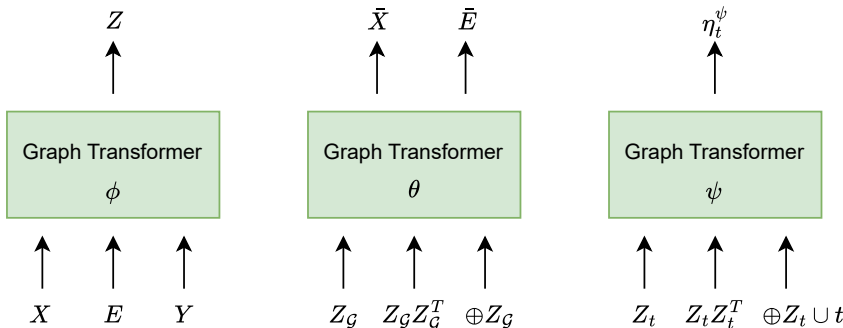 Z X̄ Ē η_t^ψ
Graph Transformer Graph Transformer Graph Transformer
ϕ θ ψ
X E Y Z_𝒢 Z_𝒢Z_𝒢^T ⊕Z_𝒢 Z_t Z_tZ_t^T ⊕Z_t ∪ t